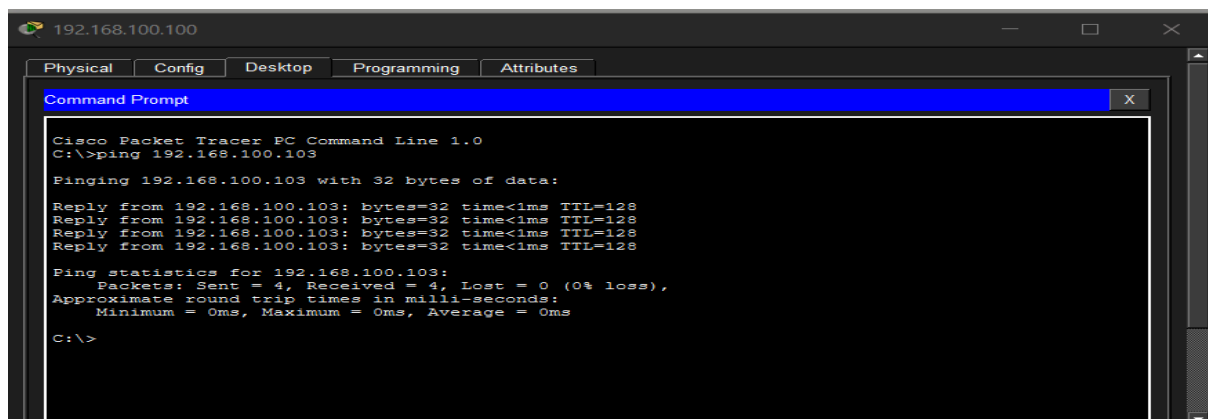 192.168.100.100
Physical Config Desktop Programming Attributes
Command Prompt X
Cisco Packet Tracer PC Command Line 1.0
C:\>ping 192.168.100.103
Pinging 192.168.100.103 with 32 bytes of data:
Reply from 192.168.100.103: bytes=32 time<1ms TTL=128
Reply from 192.168.100.103: bytes=32 time<1ms TTL=128
Reply from 192.168.100.103: bytes=32 time<1ms TTL=128
Reply from 192.168.100.103: bytes=32 time<1ms TTL=128
Ping statistics for 192.168.100.103:
Packets: Sent = 4, Received = 4, Lost = 0 (0% loss),
Approximate round trip times in milli-seconds:
Minimum = 0ms, Maximum = 0ms, Average = 0ms
C:\>